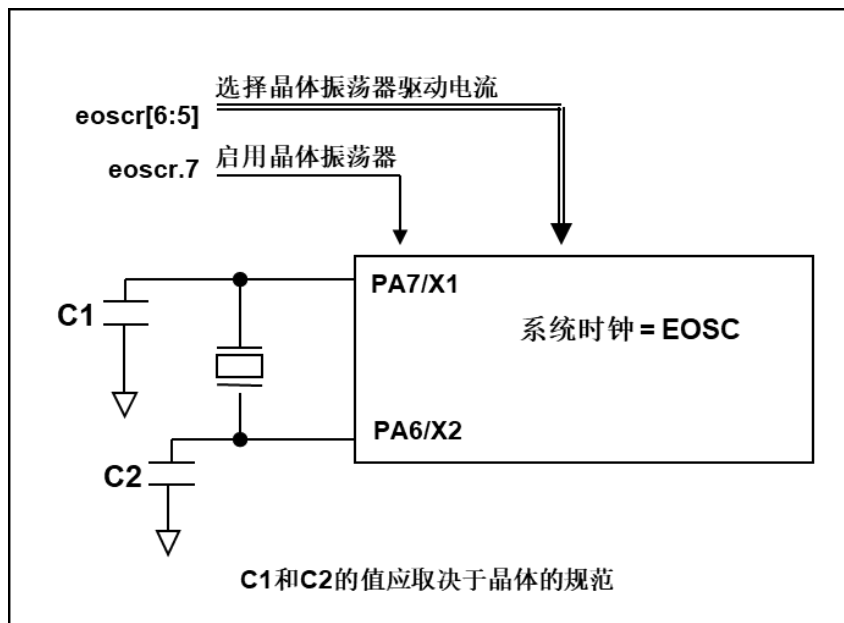 选择晶体振荡器驱动电流
eoscr[6:5]
启用晶体振荡器
eoscr.7
PA7/X1
C1
系统时钟 = EOSC
PA6/X2
C2
C1和C2的值应取决于晶体的规范